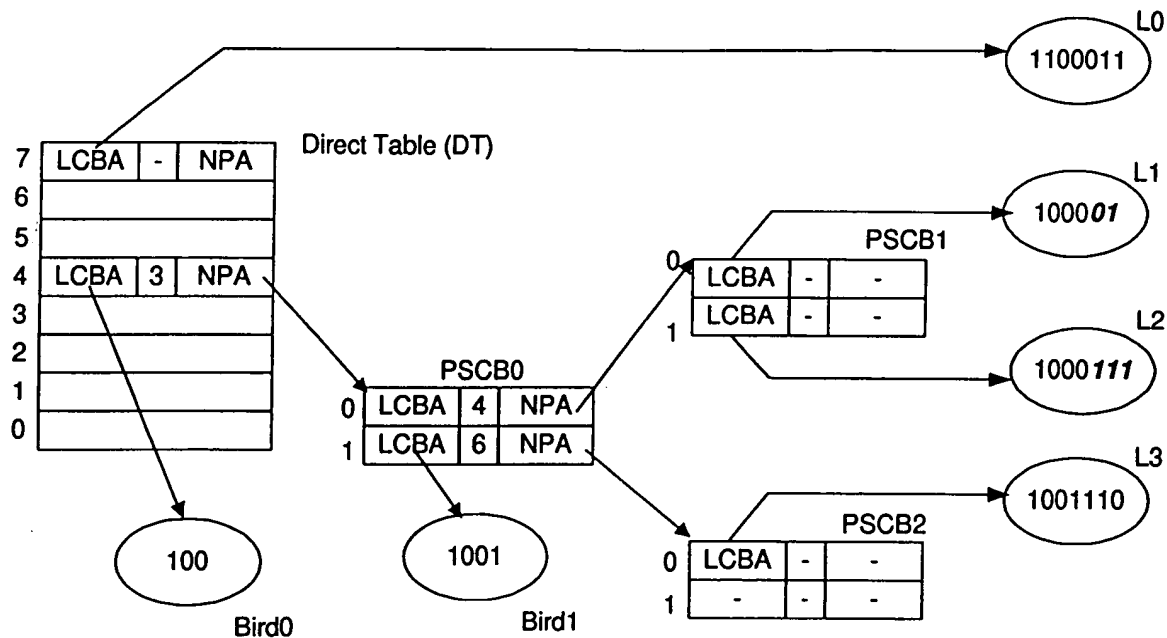 L0
1100011
Direct Table (DT)
7 LCBA - NPA
6
5
4 LCBA 3 NPA
3
2
1
0
L1
100001
PSCB1
0 LCBA - -
1 LCBA - -
L2
1000111
PSCB0
0 LCBA 4 NPA
1 LCBA 6 NPA
L3
1001110
PSCB2
0 LCBA - -
1 - - -
100
Bird0
1001
Bird1